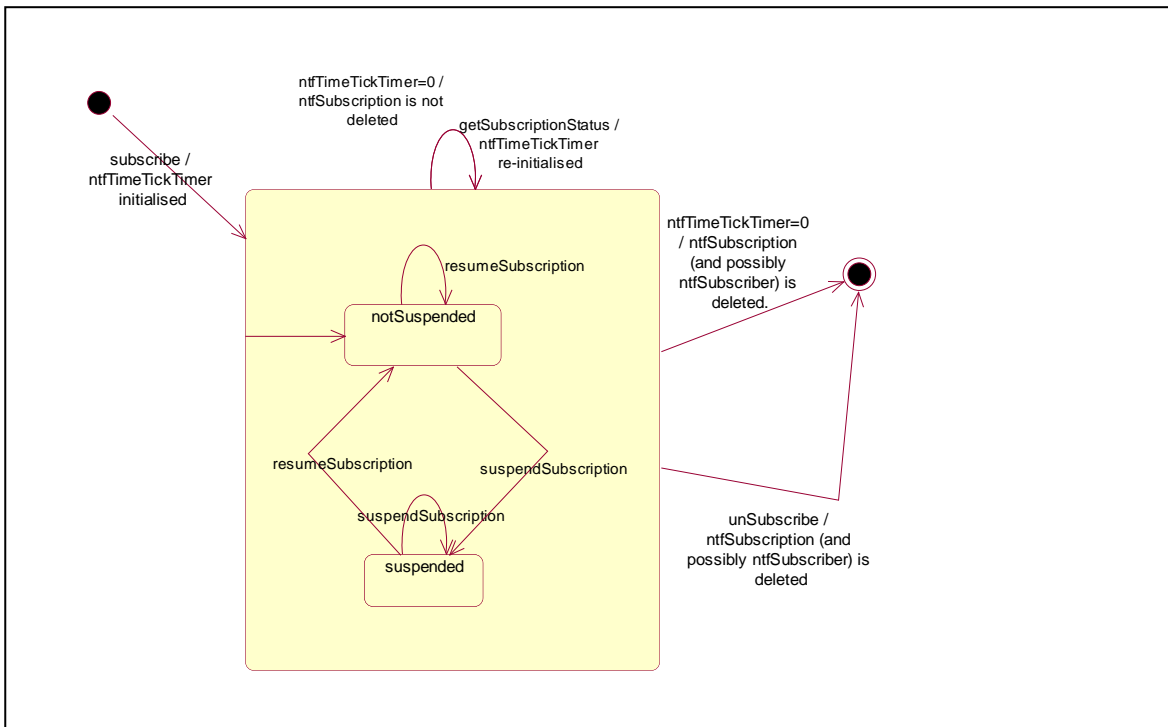 ntfTimeTickTimer=0 /
ntfSubscription is not
deleted
getSubscriptionStatus /
ntfTimeTickTimer
re-initialised
subscribe /
ntfTimeTickTimer
initialised
ntfTimeTickTimer=0
/ ntfSubscription
(and possibly
ntfSubscriber) is
deleted.
resumeSubscription
notSuspended
resumeSubscription
suspendSubscription
suspendSubscription
suspended
unSubscribe /
ntfSubscription (and
possibly ntfSubscriber) is
deleted